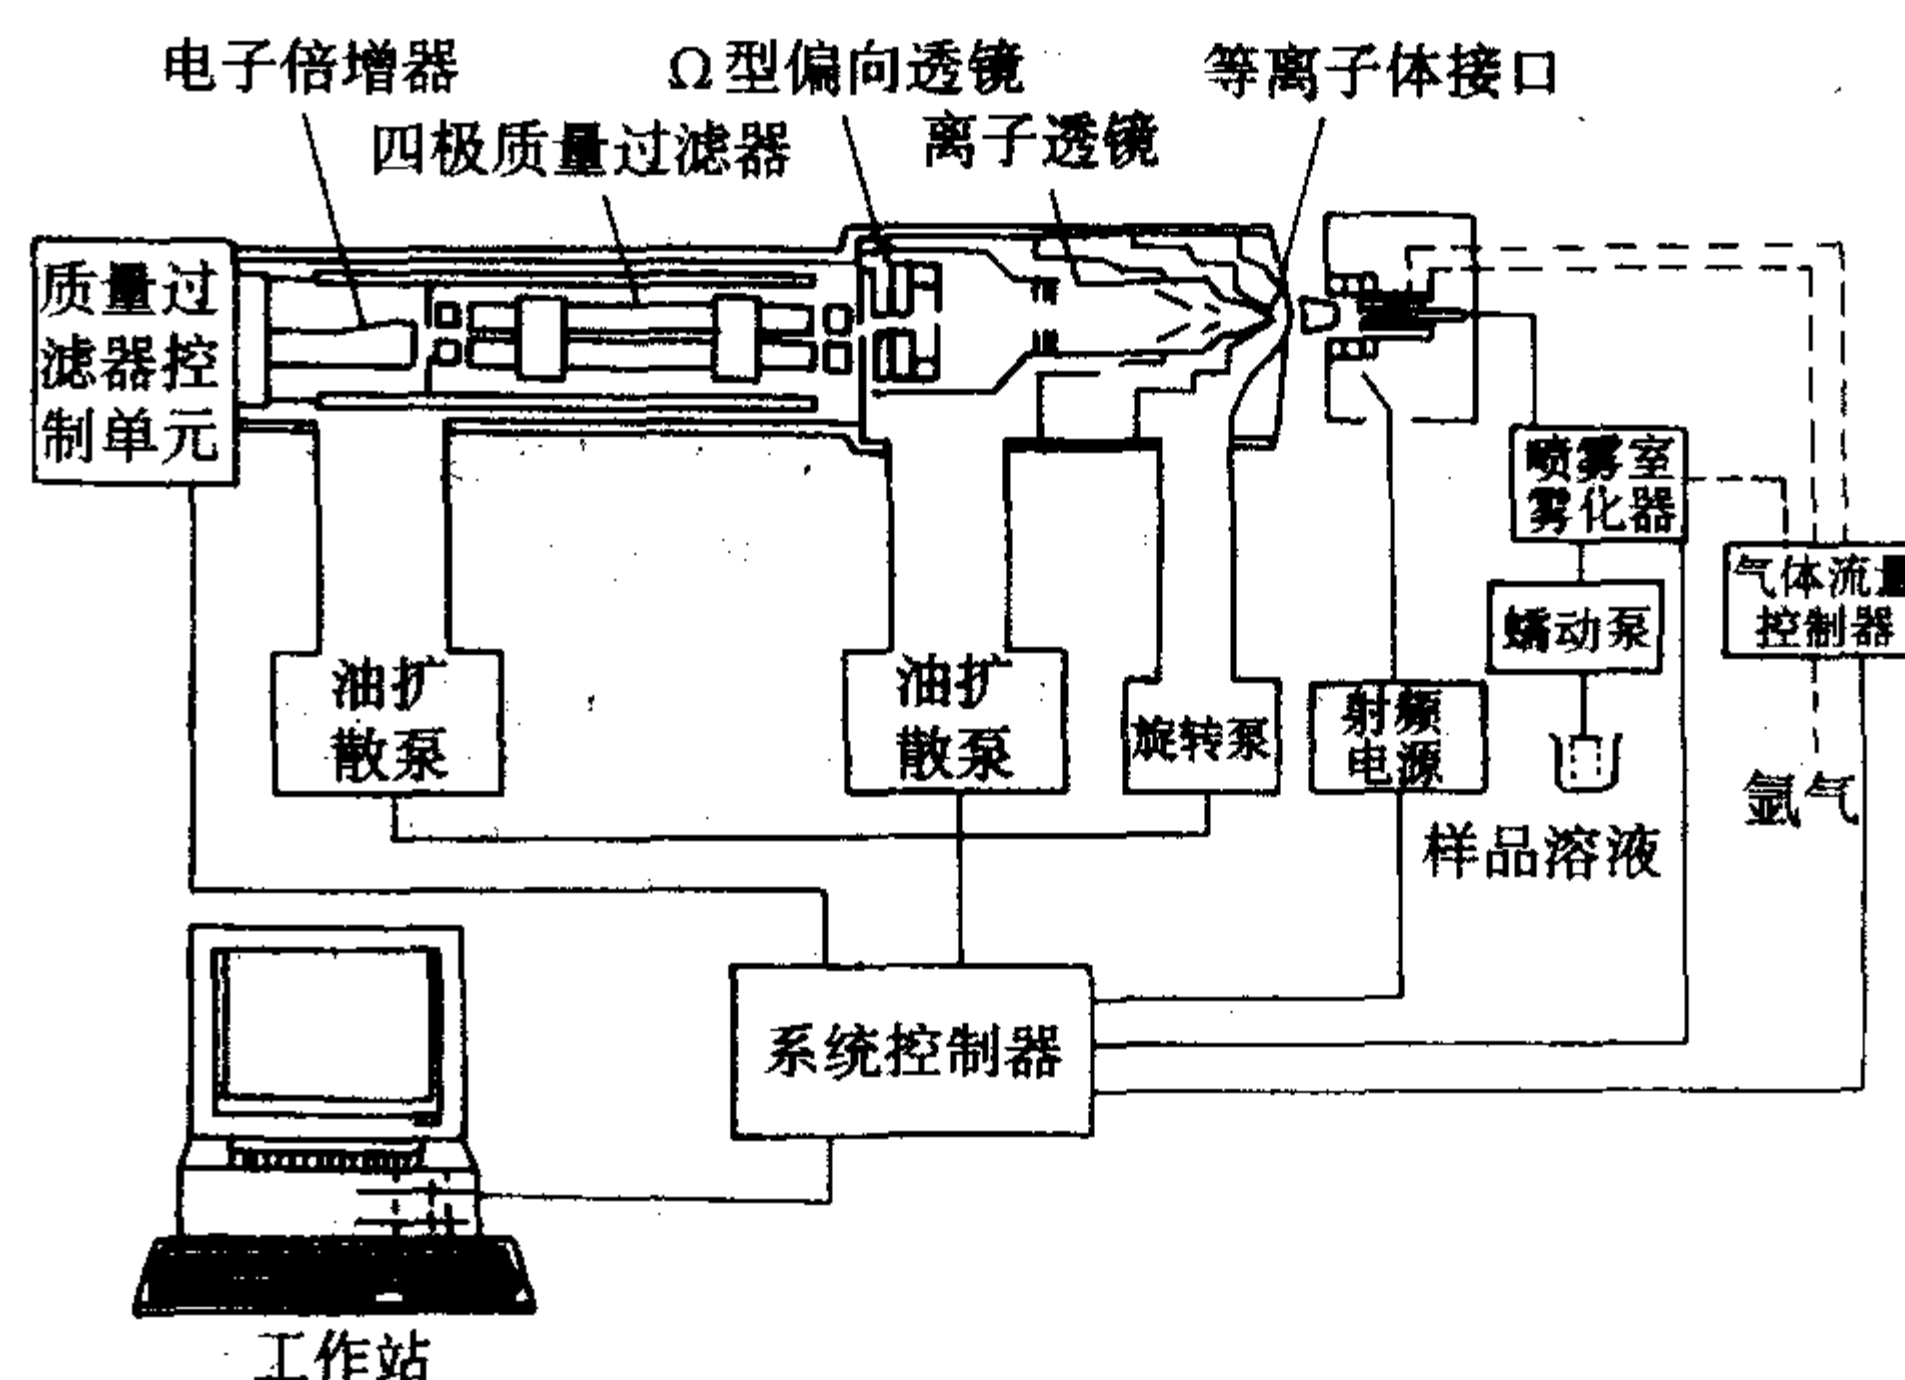 电子倍增器
Ω型偏向透镜
等离子体接口
四极质量过滤器
离子透镜
质量过
滤器控
制单元
喷雾室
雾化器
气体流量
控制器
蠕动泵
油扩
散泵
油扩
散泵
旋转泵
射频
电源
氩气
样品溶液
系统控制器
工作站